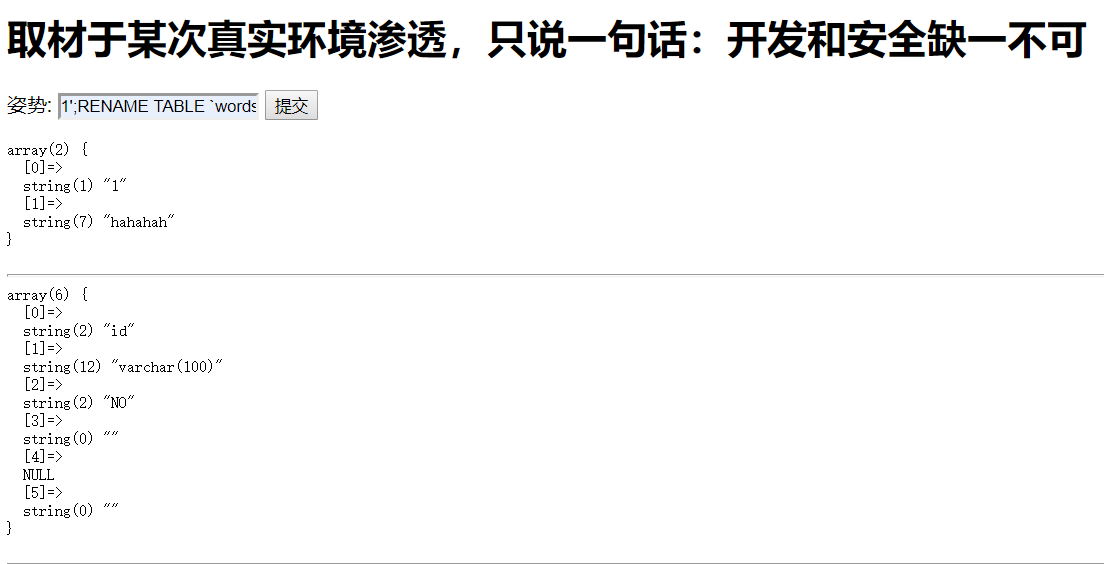 取材于某次真实环境渗透，只说一句话：开发和安全缺一不可
姿势: 1';RENAME TABLE `words 提交
array(2) {
  [0]=>
  string(1) "1"
  [1]=>
  string(7) "hahahah"
}
array(6) {
  [0]=>
  string(2) "id"
  [1]=>
  string(12) "varchar(100)"
  [2]=>
  string(2) "NO"
  [3]=>
  string(0) ""
  [4]=>
  NULL
  [5]=>
  string(0) ""
}